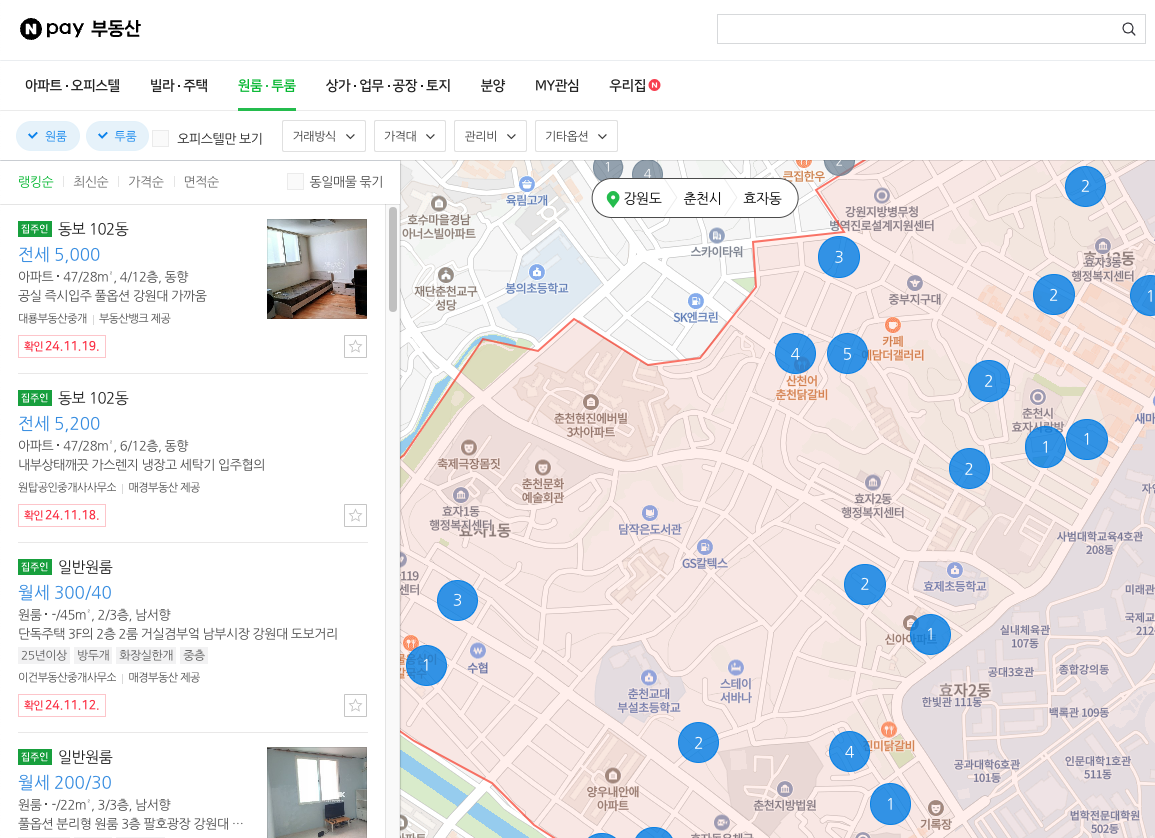 N pay 부동산
아파트·오피스텔 빌라·주택 원룸·투룸 상가·업무·공장·토지 분양 MY관심 우리집 N
원룸 투룸 오피스텔만 보기 거래방식 가격대 관리비 기타옵션
랭킹순 최신순 가격순 면적순 동일매물 묶기
집주인 동보 102동
전세 5,000
아파트·47/28㎡, 4/12층, 동향
공실 즉시입주 풀옵션 강원대 가까움
대룡부동산중개 부동산뱅크 제공
확인 24.11.19.
집주인 동보 102동
전세 5,200
아파트·47/28㎡, 6/12층, 동향
내부상태깨끗 가스렌지 냉장고 세탁기 입주협의
원탑공인중개사사무소 매경부동산 제공
확인 24.11.18.
집주인 일반원룸
월세 300/40
원룸·-/45㎡, 2/3층, 남서향
단독주택 3F의 2층 2룸 거실겸부엌 남부시장 강원대 도보거리
25년이상 방두개 화장실한개 중층
이건부동산중개사사무소 매경부동산 제공
확인 24.11.12.
집주인 일반원룸
월세 200/30
원룸·-/22㎡, 3/3층, 남서향
풀옵션 분리형 원룸 3층 팔호광장 강원대 …
1
4
2
큰집한우
강원도 춘천시 효자동
육림고개
2
호수마을경남
아너스빌아파트
강원지방병무청
병역진로설계지원센터
스카이타워
3
효자3동
행정복지센터
재단춘천교구
성당
봉의초등학교
중부지구대
2
1
SK엔크린
카페
예담더갤러리
4
5
산천어
춘천닭갈비
2
춘천현진에버빌
3차아파트
춘천시
효자사랑방
새마
1
1
축제극장몸짓
2
춘천문화
예술회관
자연
효자1동
행정복지센터
효자1동
담작은도서관
효자2동
행정복지센터
사범대학교육4호관
208동
GS칼텍스
119
센터
2
효제초등학교
미래관
3
신아아파트
1
실내체육관
107동
국제교
212
1
수협
스테이
서바나
공대3호관
종합강의동
춘천교대
부설초등학교
효자2동
한빛관 111동
백록관 109동
2
4
진미닭갈비
공과대학6호관
101동
인문대학1호관
511동
양우내안애
아파트
춘천지방법원
1
기록장
법학전문대학원
502동
효자동우체국